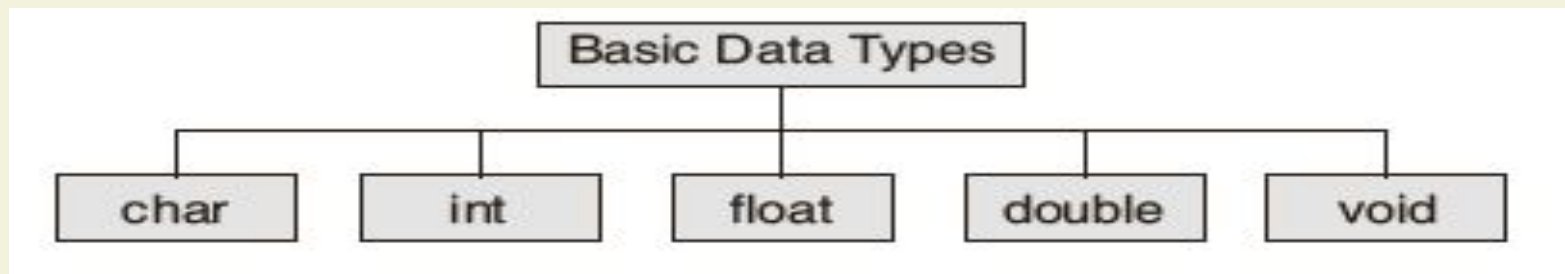 Basic Data Types
char int float double void